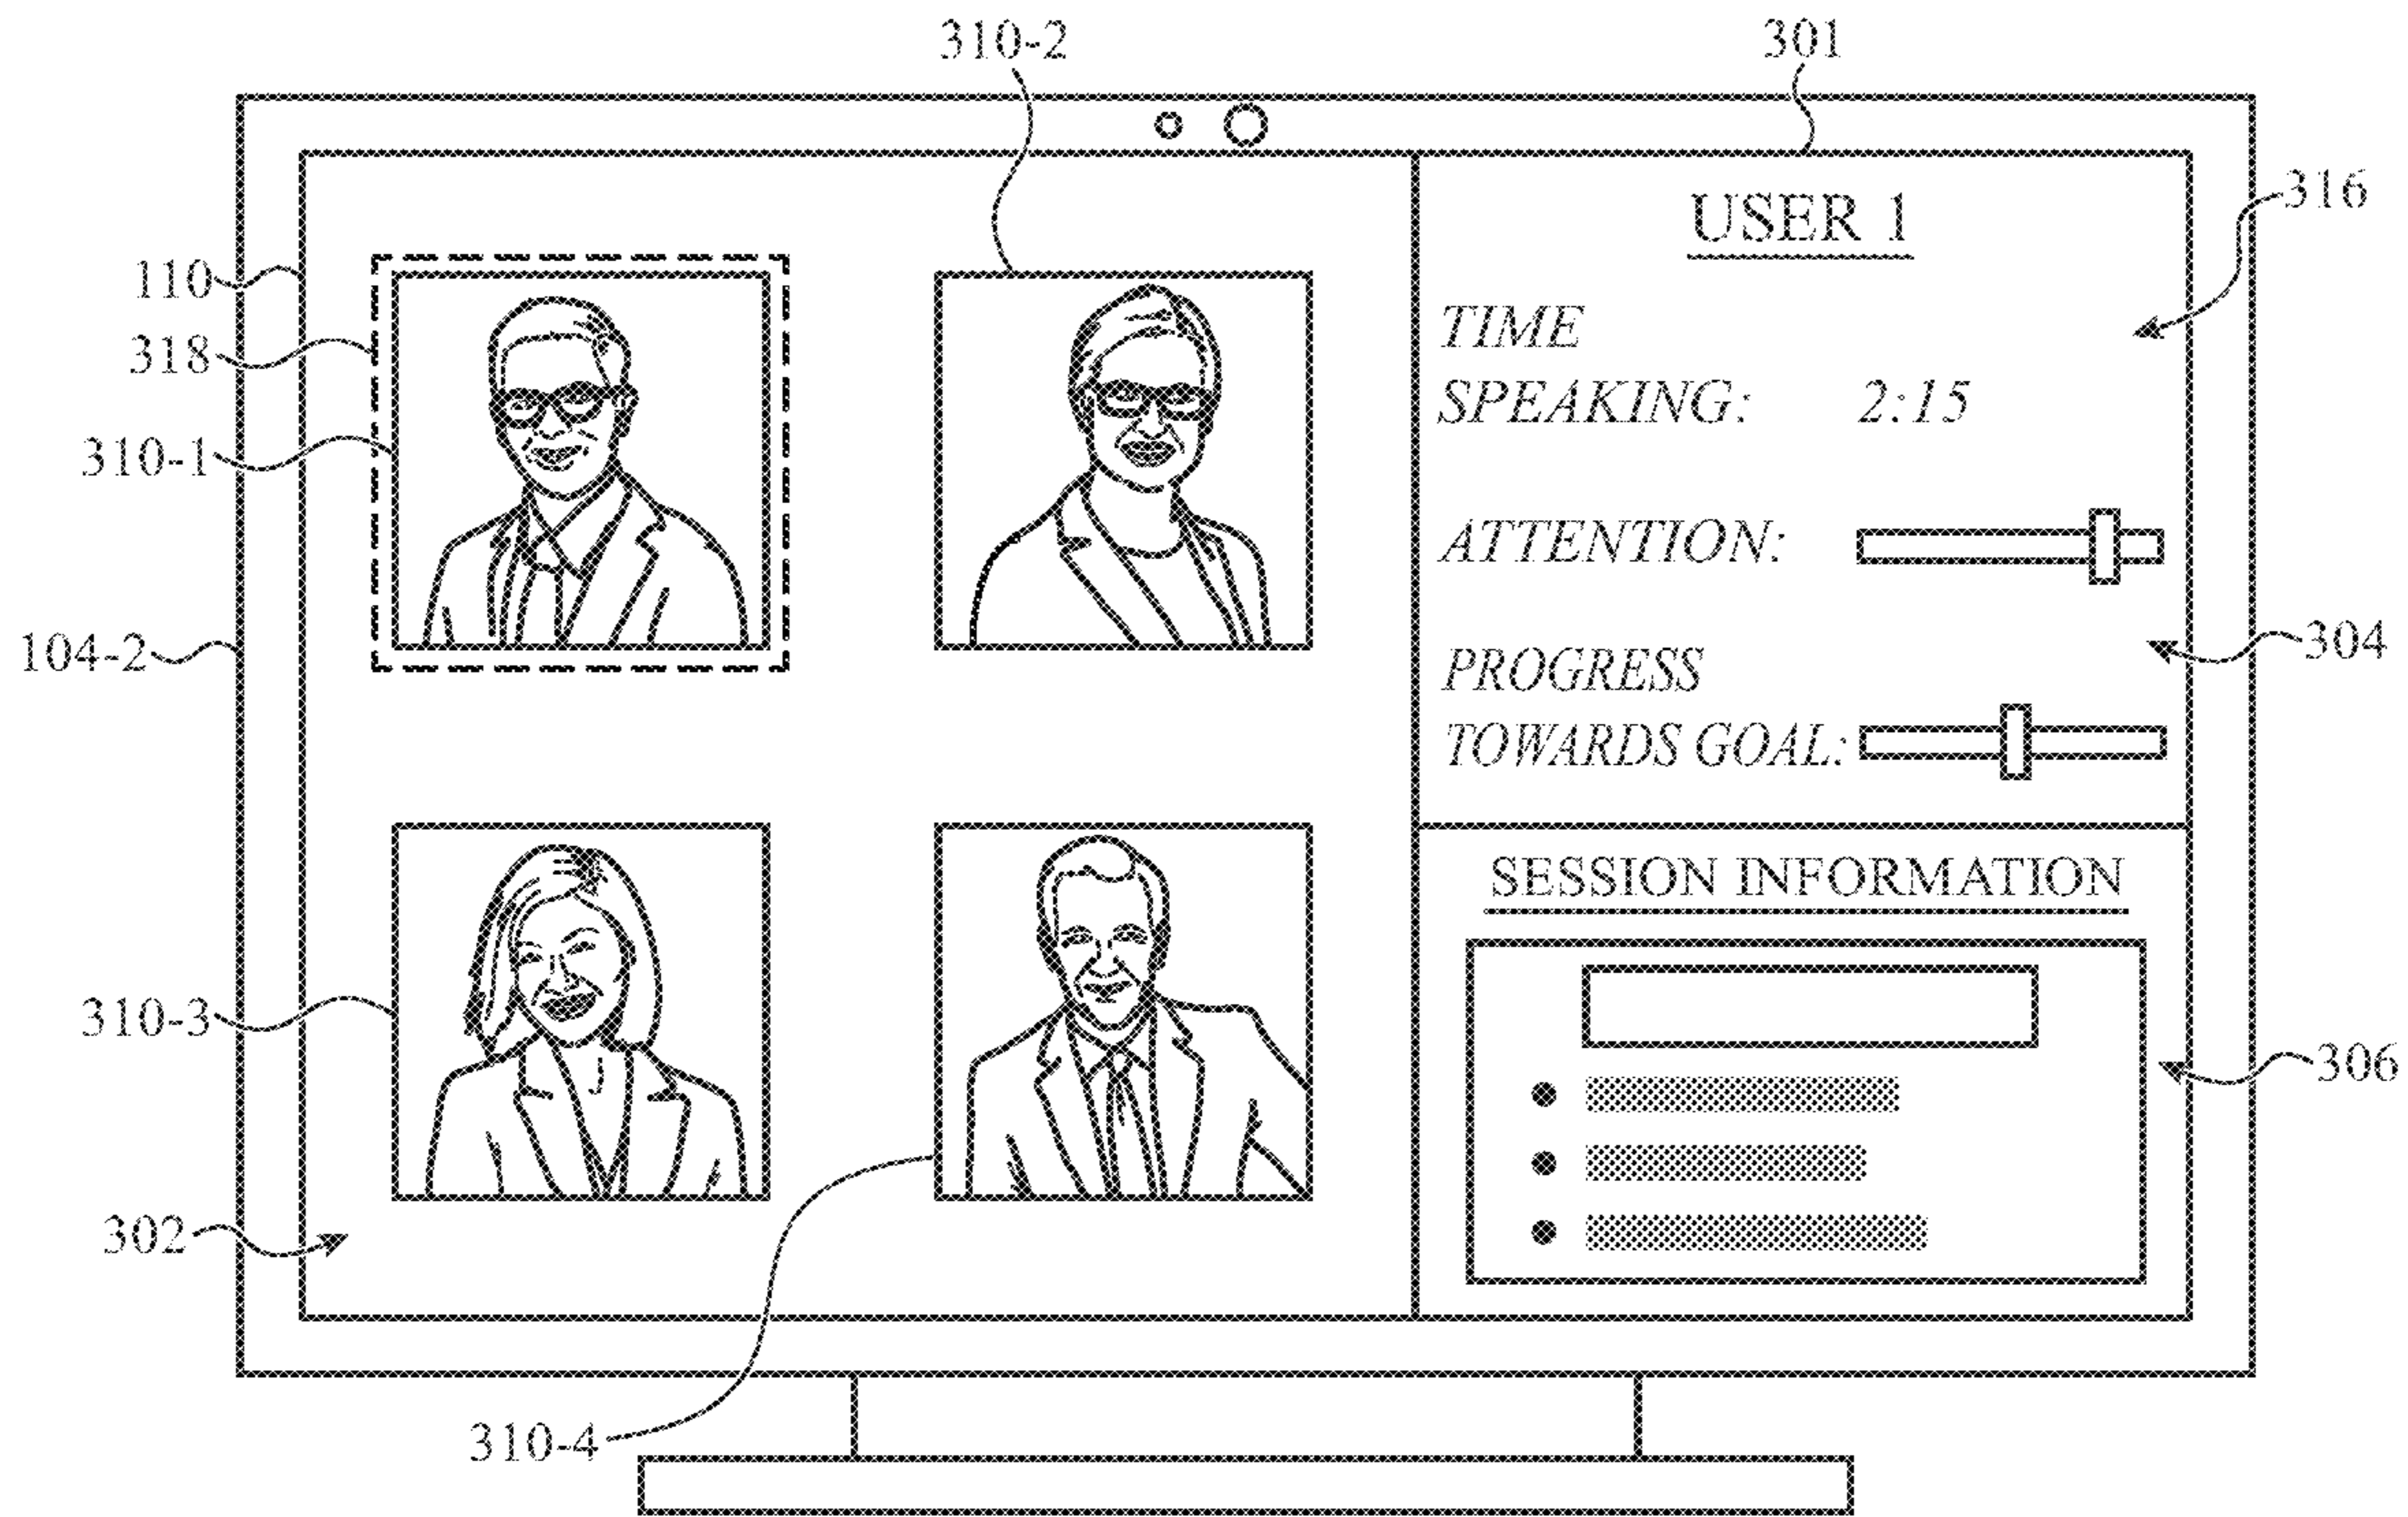 310-2
301
316
110
318
310-1
104-2
310-3
302
310-4
USER 1
TIME
SPEAKING: 2:15
ATTENTION:
304
PROGRESS
TOWARDS GOAL:
SESSION INFORMATION
306